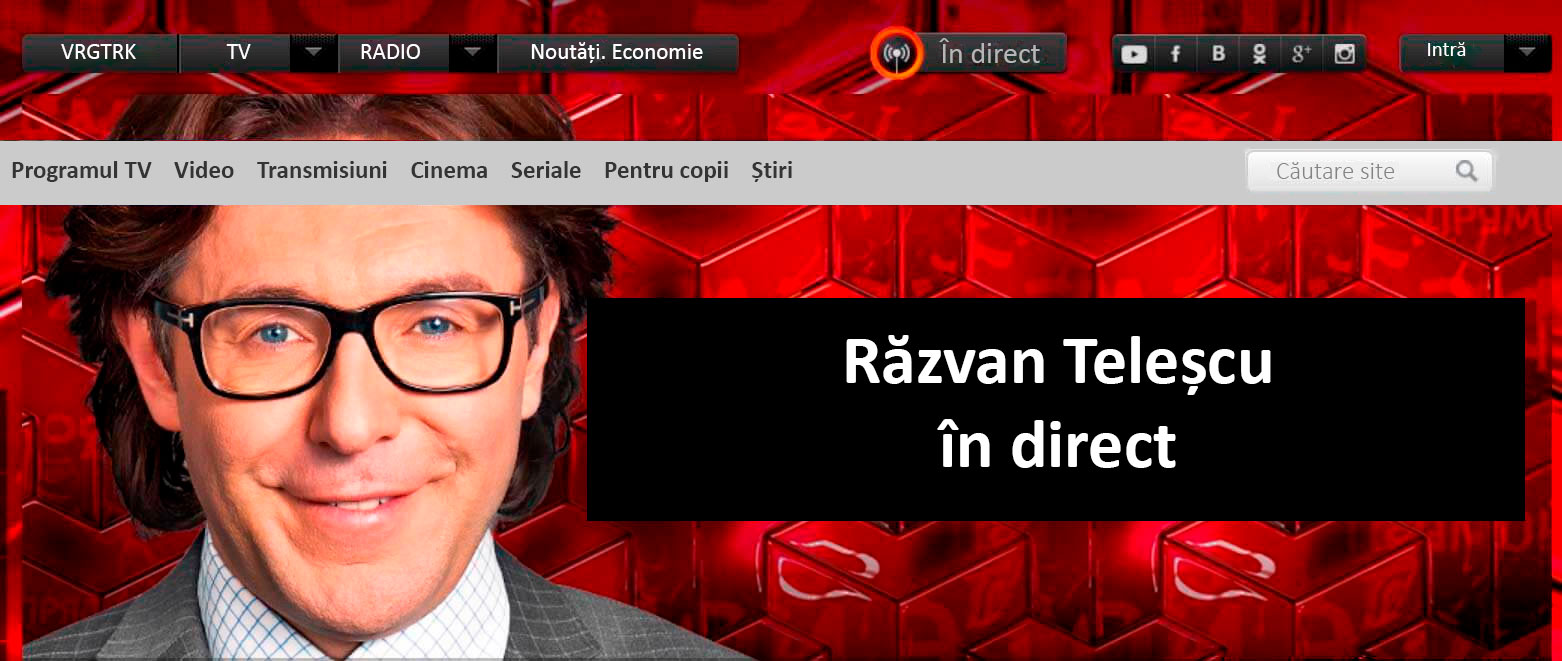 VRGTRK TV RADIO Noutăți. Economie În direct f B g+ Intră
Programul TV Video Transmisiuni Cinema Seriale Pentru copii Știri Căutare site
Răzvan Teleșcu
în direct